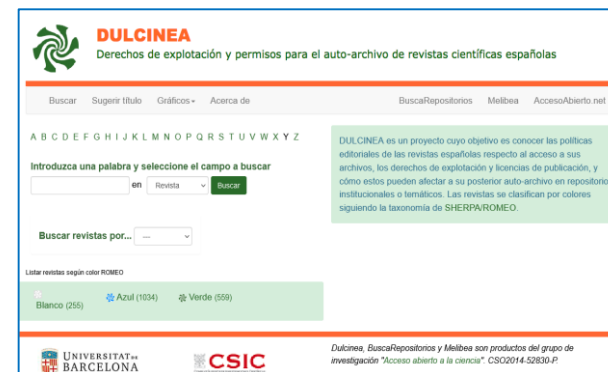 DULCINEA
Derechos de explotación y permisos para el auto-archivo de revistas científicas españolas
Buscar Sugerir título Gráficos Acerca de BuscaRepositorios Melibea AccesoAbierto.net
A B C D E F G H I J K L M N O P Q R S T U V W X Y Z
Introduzca una palabra y seleccione el campo a buscar
en Revista Buscar
Buscar revistas por... ---
Listar revistas según color ROMEO
Blanco (255) Azul (1034) Verde (559)
DULCINEA es un proyecto cuyo objetivo es conocer las políticas
editoriales de las revistas españolas respecto al acceso a sus
archivos, los derechos de explotación y licencias de publicación, y
cómo estos pueden afectar a su posterior auto-archivo en repositorio
institucionales o temáticos. Las revistas se clasifican por colores
siguiendo la taxonomía de SHERPA/ROMEO.
UNIVERSITAT DE
BARCELONA
CSIC
Dulcinea, BuscaRepositorios y Melibea son productos del grupo de
investigación "Acceso abierto a la ciencia". CSO2014-52830-P.